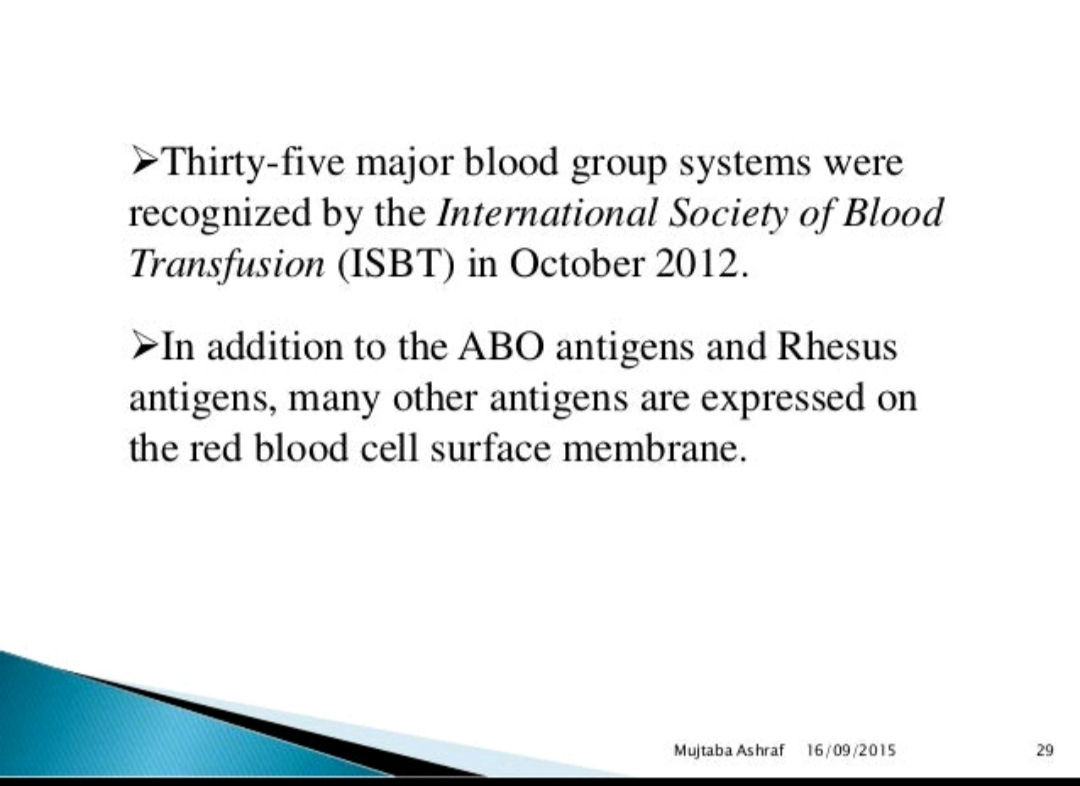 ➢Thirty-five major blood group systems were
recognized by the International Society of Blood
Transfusion (ISBT) in October 2012.
➢In addition to the ABO antigens and Rhesus
antigens, many other antigens are expressed on
the red blood cell surface membrane.
Mujtaba Ashraf 16/09/2015 29